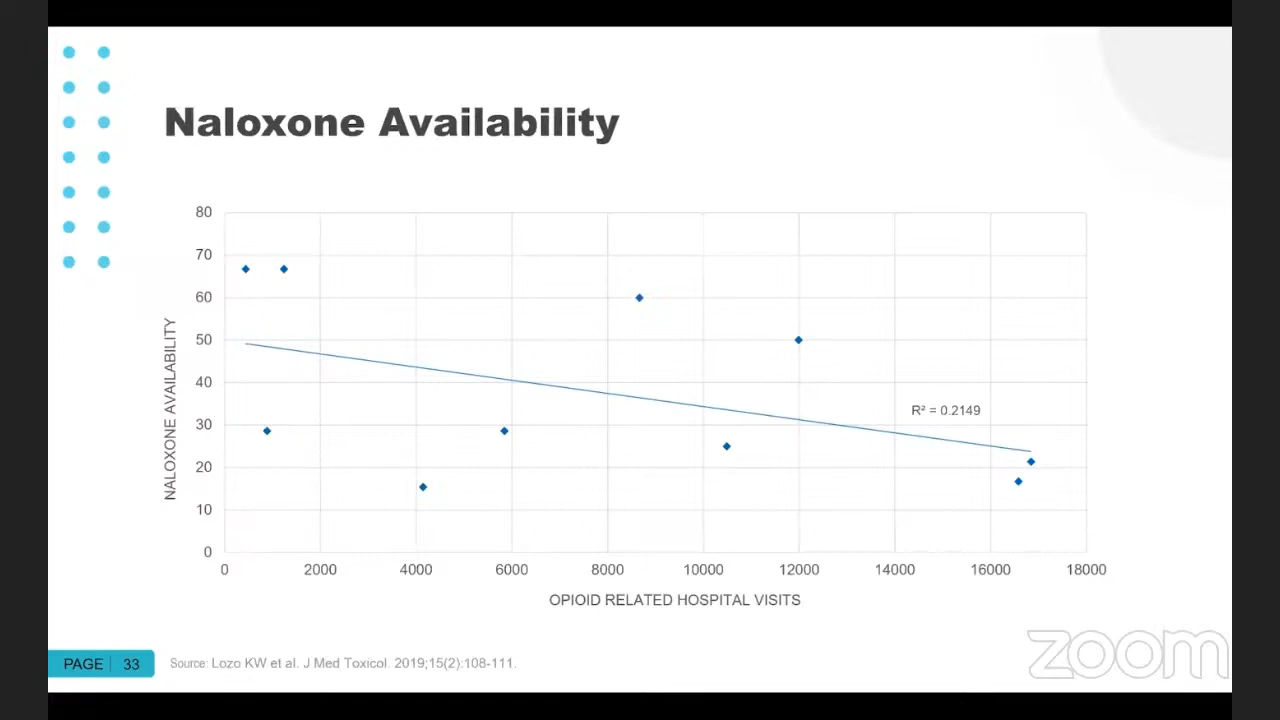 Naloxone Availability
80
70
60
50
40
30
20
10
0
NALOXONE AVAILABILITY
R² = 0.2149
0 2000 4000 6000 8000 10000 12000 14000 16000 18000
OPIOID RELATED HOSPITAL VISITS
PAGE 33
Source: Lozo KW et al. J Med Toxicol. 2019;15(2):108-111.
zoom